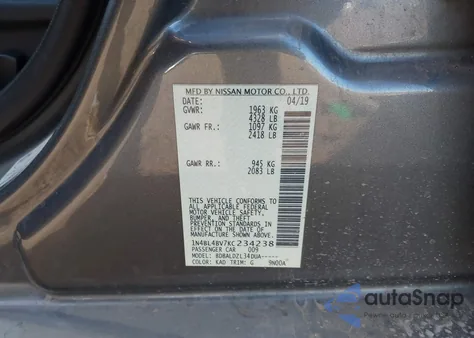 MFD BY NISSAN MOTOR CO., LTD.
DATE: 04/19
GVWR: 1963 KG
4328 LB
GAWR FR: 1097 KG
2418 LB
GAWR RR: 945 KG
2083 LB
THIS VEHICLE CONFORMS TO
ALL APPLICABLE FEDERAL
MOTOR VEHICLE SAFETY,
BUMPER, AND THEFT
PREVENTION STANDARDS IN
EFFECT ON THE DATE OF
MANUFACTURE SHOWN ABOVE.
1N4BL4BV7KC234238
PASSENGER CAR 009
MODEL: BDBALDZL34DUA-----
COLOR: KAD TRIM: G 9N00A
autoSnap